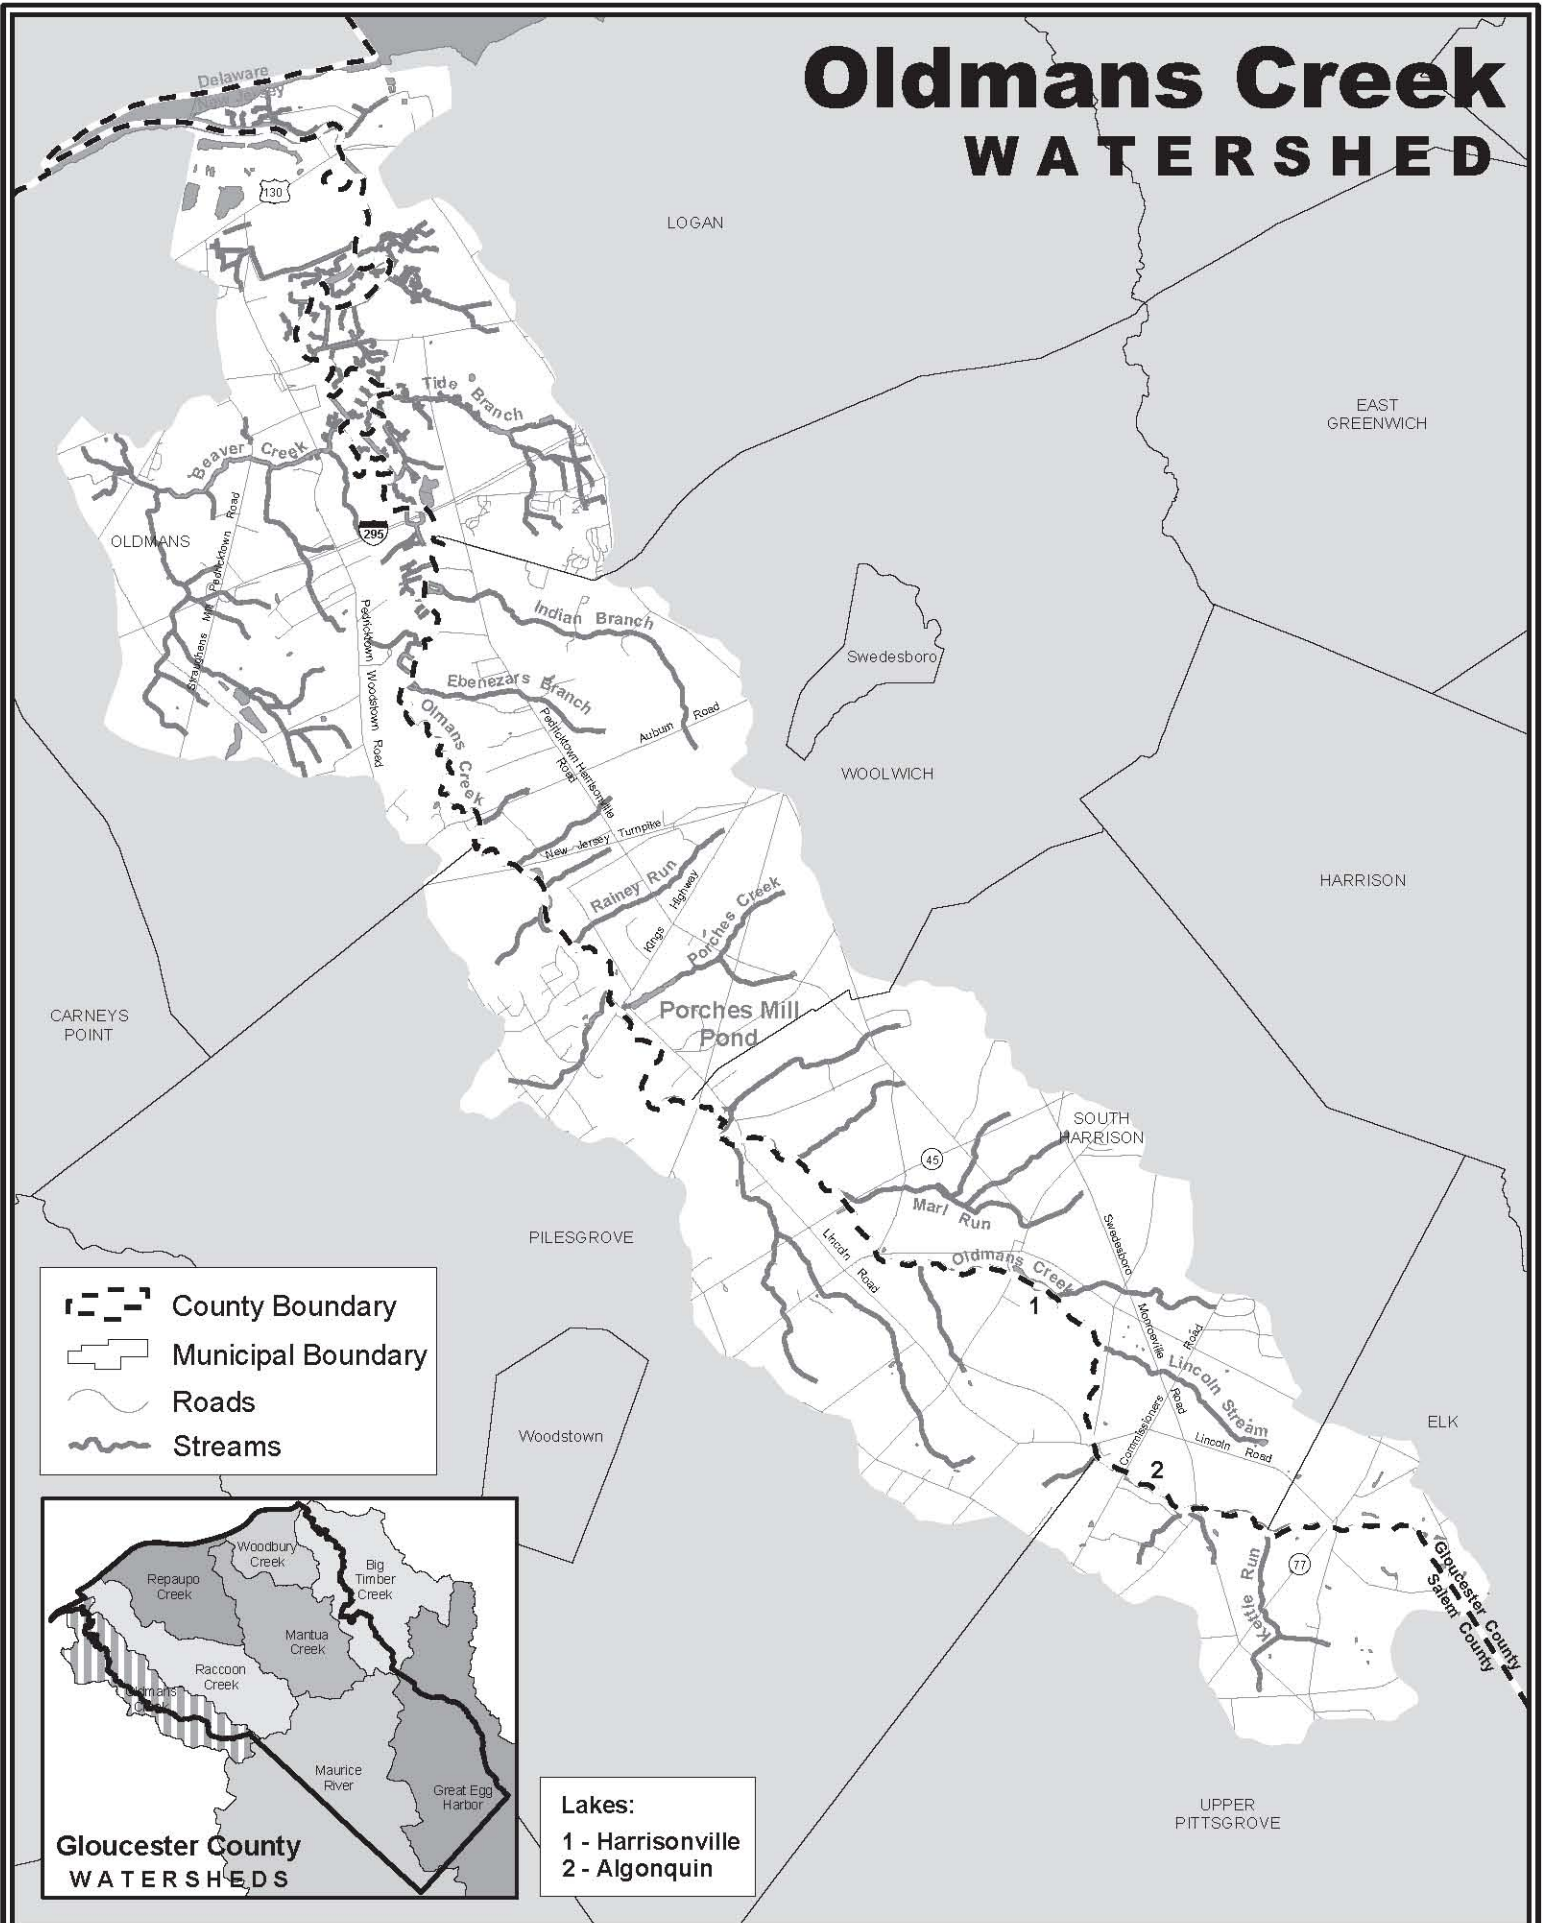 Oldmans Creek
WATERSHED
Delaware
New Jersey
130
LOGAN
EAST
GREENWICH
Tide Branch
Beaver Creek
OLDMANS
295
Straughens Mill Pedricktown Road
Pedricktown Woodstown Road
Indian Branch
Swedesboro
Ebenezars Branch
Olmans Creek
Pedricktown Harrisonville
Road
Auburn Road
WOOLWICH
New Jersey Turnpike
Rainey Run
Kings Highway
Porches Creek
HARRISON
Porches Mill
Pond
CARNEYS
POINT
SOUTH
HARRISON
45
Marl Run
PILESGROVE
Lincoln Road
Oldmans Creek
Swedesboro
Monroeville
Road
Road
1
Lincoln Stream
Commissioners
Lincoln Road
2
ELK
Woodstown
77
Kettle Run
Gloucester County
Salem County
UPPER
PITTSGROVE
County Boundary
Municipal Boundary
Roads
Streams
Woodbury
Creek
Big
Timber
Creek
Repaupo
Creek
Mantua
Creek
Raccoon
Creek
Oldmans
Creek
Maurice
River
Great Egg
Harbor
Gloucester County
WATERSHEDS
Lakes:
1 - Harrisonville
2 - Algonquin